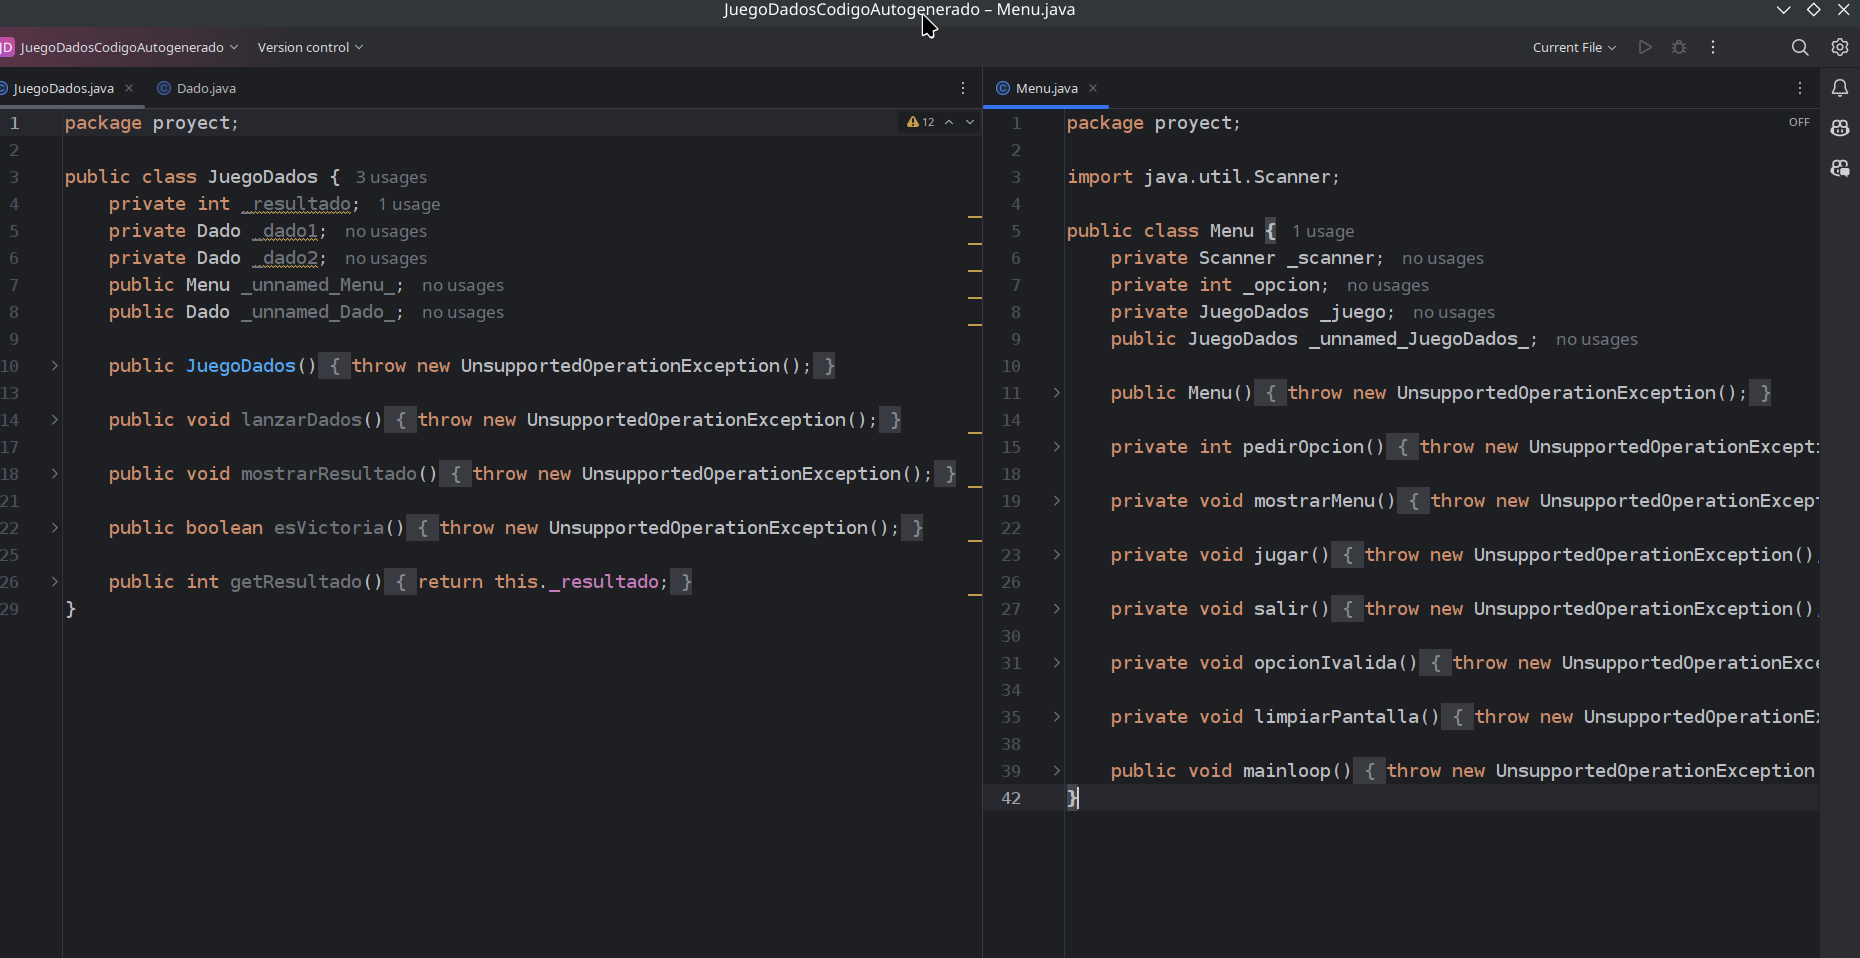 JuegoDadosCodigoAutogenerado – Menu.java
JD JuegoDadosCodigoAutogenerado Version control Current File
JuegoDados.java Dado.java
1 package proyect; 12
2
3 public class JuegoDados { 3 usages
4 private int _resultado; 1 usage
5 private Dado _dado1; no usages
6 private Dado _dado2; no usages
7 public Menu _unnamed_Menu_; no usages
8 public Dado _unnamed_Dado_; no usages
9
10 public JuegoDados() { throw new UnsupportedOperationException(); }
13
14 public void lanzarDados() { throw new UnsupportedOperationException(); }
17
18 public void mostrarResultado() { throw new UnsupportedOperationException(); }
21
22 public boolean esVictoria() { throw new UnsupportedOperationException(); }
25
26 public int getResultado() { return this._resultado; }
29 }
Menu.java
1 package proyect; OFF
2
3 import java.util.Scanner;
4
5 public class Menu { 1 usage
6 private Scanner _scanner; no usages
7 private int _opcion; no usages
8 private JuegoDados _juego; no usages
9 public JuegoDados _unnamed_JuegoDados_; no usages
10
11 public Menu() { throw new UnsupportedOperationException(); }
14
15 private int pedirOpcion() { throw new UnsupportedOperationExcepti
18
19 private void mostrarMenu() { throw new UnsupportedOperationExcep
22
23 private void jugar() { throw new UnsupportedOperationException()
26
27 private void salir() { throw new UnsupportedOperationException()
30
31 private void opcionIvalida() { throw new UnsupportedOperationExce
34
35 private void limpiarPantalla() { throw new UnsupportedOperationE
38
39 public void mainloop() { throw new UnsupportedOperationException
42 }